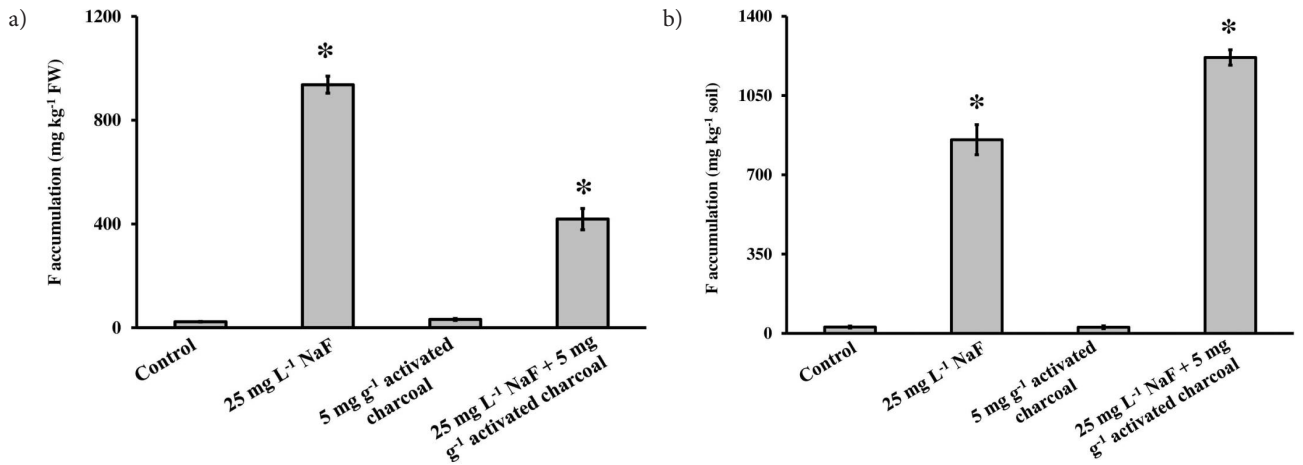 a)
F accumulation (mg kg⁻¹ FW)
1200
800
400
0
*
*
Control
25 mg L⁻¹ NaF
5 mg g⁻¹ activated
charcoal
25 mg L⁻¹ NaF + 5 mg
g⁻¹ activated charcoal
b)
F accumulation (mg kg⁻¹ soil)
1400
1050
700
350
0
*
*
Control
25 mg L⁻¹ NaF
5 mg g⁻¹ activated
charcoal
25 mg L⁻¹ NaF + 5 mg
g⁻¹ activated charcoal